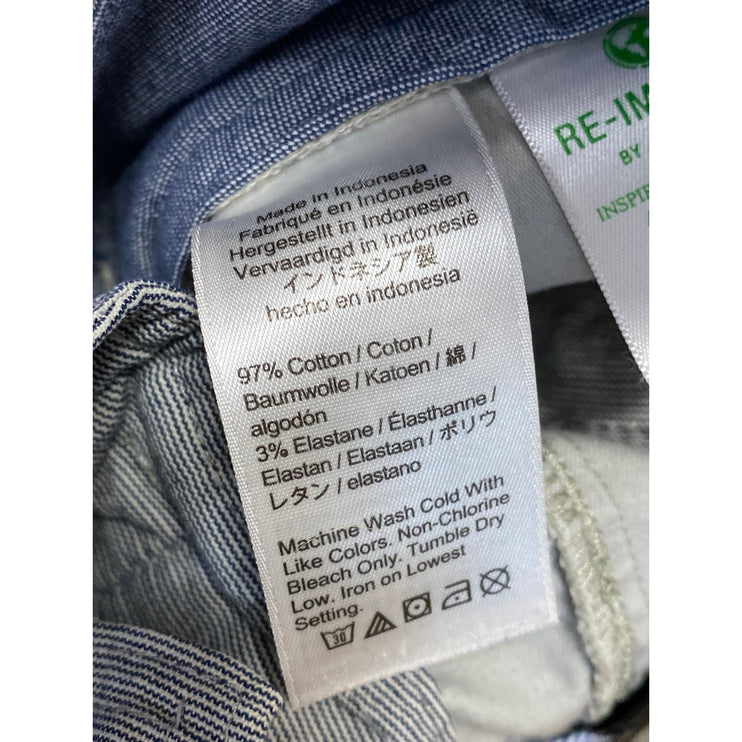 Made in Indonesia
Fabriqué en Indonésie
Hergestellt in Indonesien
Vervaardigd in Indonesië
インドネシア製
hecho en indonesia
97% Cotton / Coton /
Baumwolle / Katoen / 綿 /
algodón
3% Elastane / Élasthanne /
Elastan / Elastaan / ポリウ
レタン / elastano
Machine Wash Cold With
Like Colors. Non-Chlorine
Bleach Only. Tumble Dry
Low. Iron on Lowest
Setting.
30
RE-IM
BY
INSPIRE